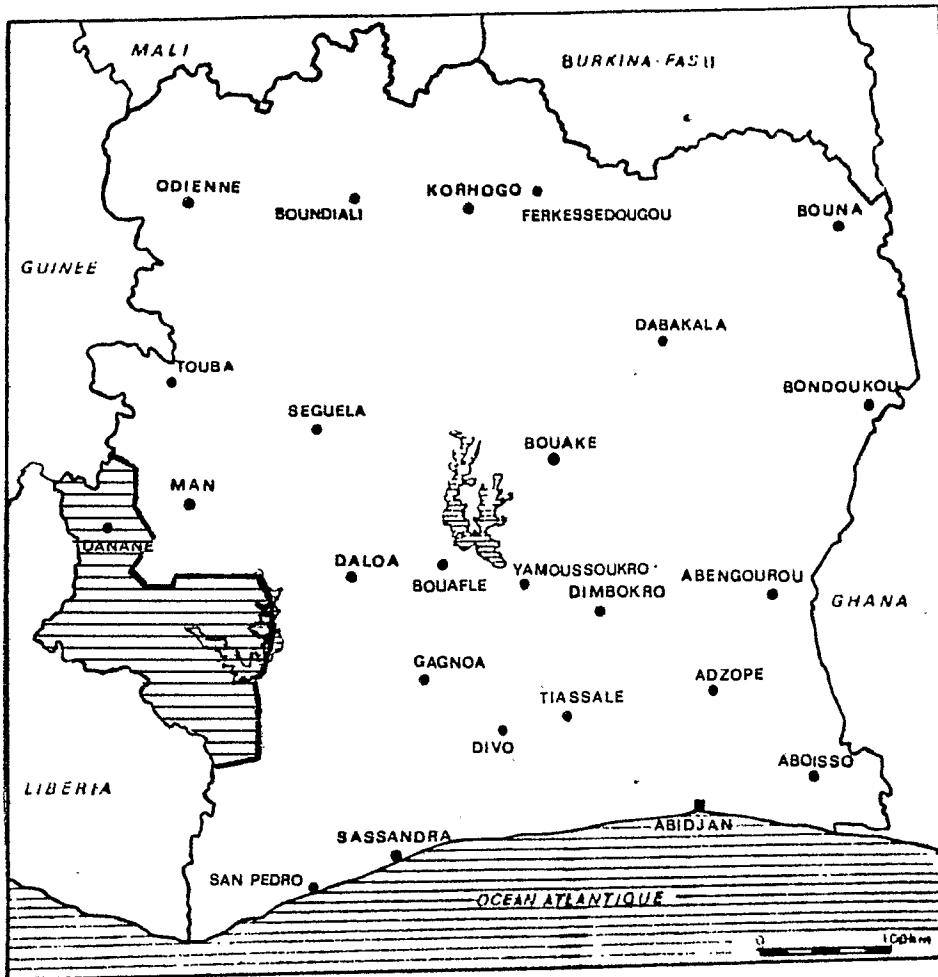 MALI
BURKINA-FASO
ODIENNE
BOUNDIALI
KORHOGO
FERKESSEDOUGOU
BOUNA
GUINEE
DABAKALA
TOUBA
BONDOUKOU
SEGUELA
BOUAKE
MAN
DANANE
DALOA
BOUAFLE
YAMOUSSOUKRO
DIMBOKRO
ABENGOUROU
GHANA
GAGNOA
TIASSALE
ADZOPE
DIVO
ABOISSO
LIBERIA
ABIDJAN
SASSANDRA
SAN PEDRO
OCEAN ATLANTIQUE
0 100km